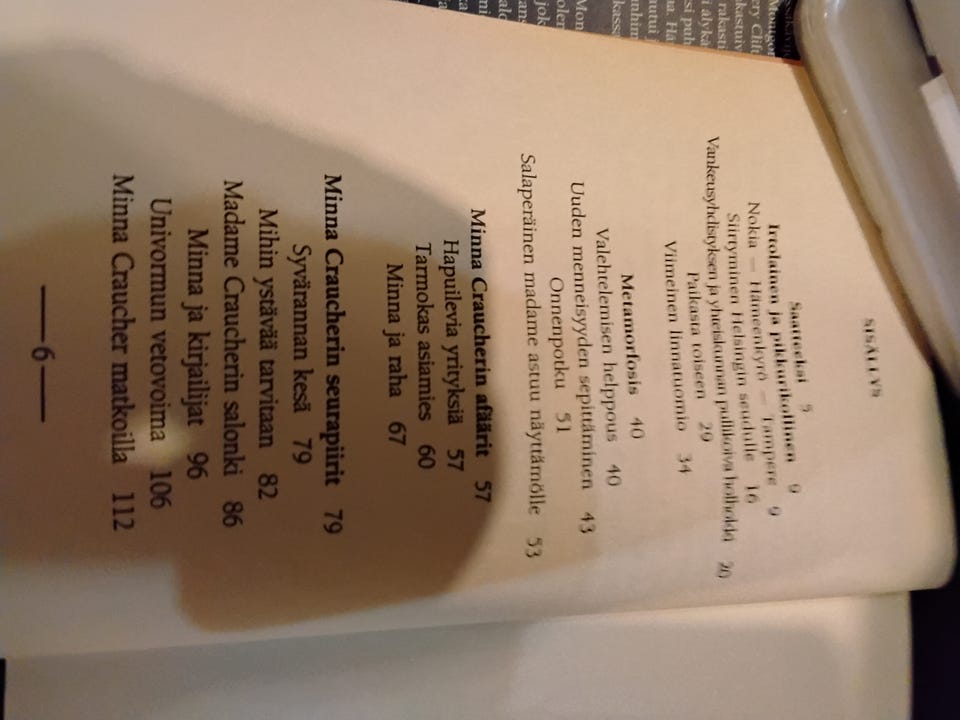 SISÄLLYS
Saatteeksi 5
Irtolainen ja pikkurikollinen 9
Nokia — Hämeenkyrö — Tampere 9
Siirtyminen Helsingin seudulle 16
Vankeusyhdistyksen ja yhteiskunnan pullikoiva holhokki 20
Paikasta toiseen 29
Viimeinen linnatuomio 34
Metamorfosis 40
Valehtelemisen helppous 40
Uuden menneisyyden sepittäminen 43
Onnenpotku 51
Salaperäinen madame astuu näyttämölle 53
Minna Craucherin afäärit 57
Hapuilevia yrityksiä 57
Tarmokas asiamies 60
Minna ja raha 67
Minna Craucherin seurapiirit 79
Syvärannan kesä 79
Mihin ystävää tarvitaan 82
Madame Craucherin salonki 86
Minna ja kirjailijat 96
Univormun vetovoima 106
Minna Craucher matkoilla 112
— 6 —